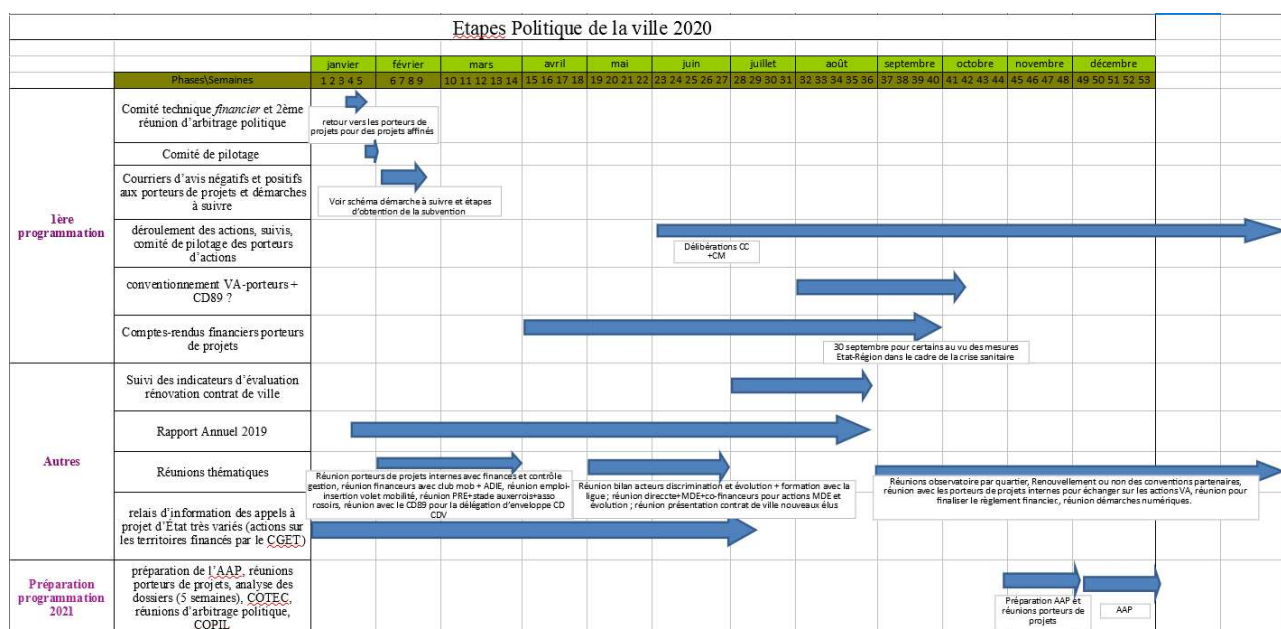 Etapes Politique de la ville 2020
janvier février mars avril mai juin juillet août septembre octobre novembre décembre
Phases\Semaines 1 2 3 4 5 6 7 8 9 10 11 12 13 14 15 16 17 18 19 20 21 22 23 24 25 26 27 28 29 30 31 32 33 34 35 36 37 38 39 40 41 42 43 44 45 46 47 48 49 50 51 52 53
1ère
programmation
Comité technique financier et 2ème
réunion d'arbitrage politique
retour vers les porteurs de
projets pour des projets affinés
Comité de pilotage
Courriers d'avis négatifs et positifs
aux porteurs de projets et démarches
à suivre
Voir schéma démarche à suivre et étapes
d'obtention de la subvention
déroulement des actions, suivis,
comité de pilotage des porteurs
d'actions
Délibérations CC
+CM
conventionnement VA-porteurs +
CD89 ?
Comptes-rendus financiers porteurs
de projets
30 septembre pour certains au vu des mesures
Etat-Région dans le cadre de la crise sanitaire
Autres
Suivi des indicateurs d'évaluation
rénovation contrat de ville
Rapport Annuel 2019
Réunions thématiques
Réunion porteurs de projets internes avec finances et contrôle
gestion, réunion financeurs avec club mob + ADIE, réunion emploi-
insertion volet mobilité, réunion PRE+stade auxerrois+asso
rosoirs, réunion avec le CD89 pour la délégation d'enveloppe CD
CDV
Réunion bilan acteurs discrimination et évolution + formation avec la
ligue ; réunion direccte+MDE+co-financeurs pour actions MDE et
évolution ; réunion présentation contrat de ville nouveaux élus
Réunions observatoire par quartier, Renouvellement ou non des conventions partenaires,
réunion avec les porteurs de projets internes pour échanger sur les actions VA, réunion pour
finaliser le règlement financier, réunion démarches numériques.
relais d'information des appels à
projet d'État très variés (actions sur
les territoires financés par le CGET)
Préparation
programmation
2021
préparation de l'AAP, réunions
porteurs de projets, analyse des
dossiers (5 semaines), COTEC,
réunions d'arbitrage politique,
COPIL
Préparation AAP et
réunions porteurs de
projets
AAP